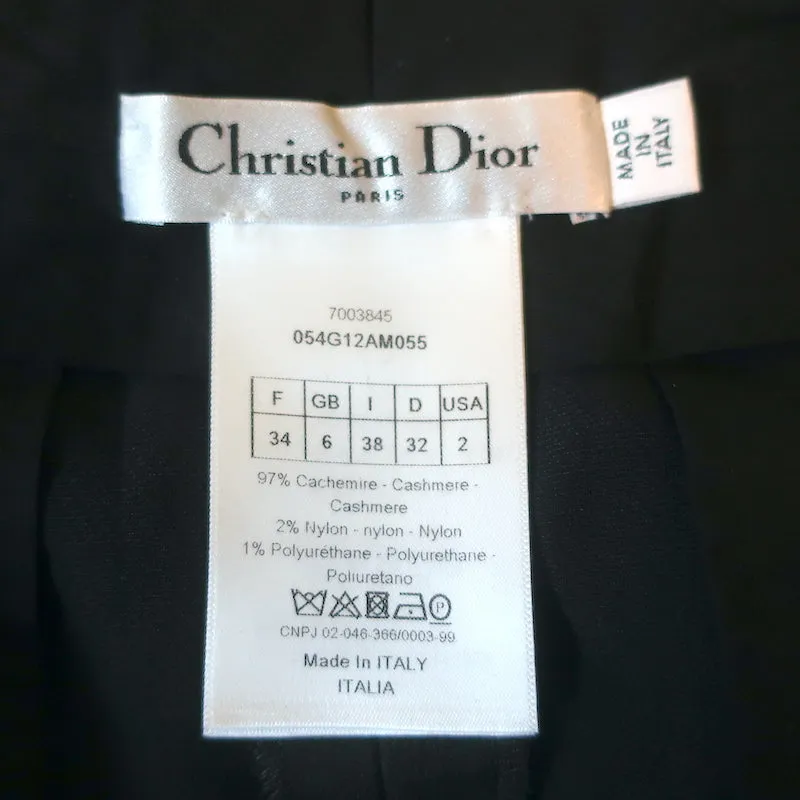 Christian Dior
PARIS
MADE
IN
ITALY
7003845
054G12AM055
F GB I D USA
34 6 38 32 2
97% Cachemire - Cashmere -
Cashmere
2% Nylon - nylon - Nylon
1% Polyuréthane - Polyurethane -
Poliuretano
P
CNPJ 02-046-366/0003-99
Made In ITALY
ITALIA